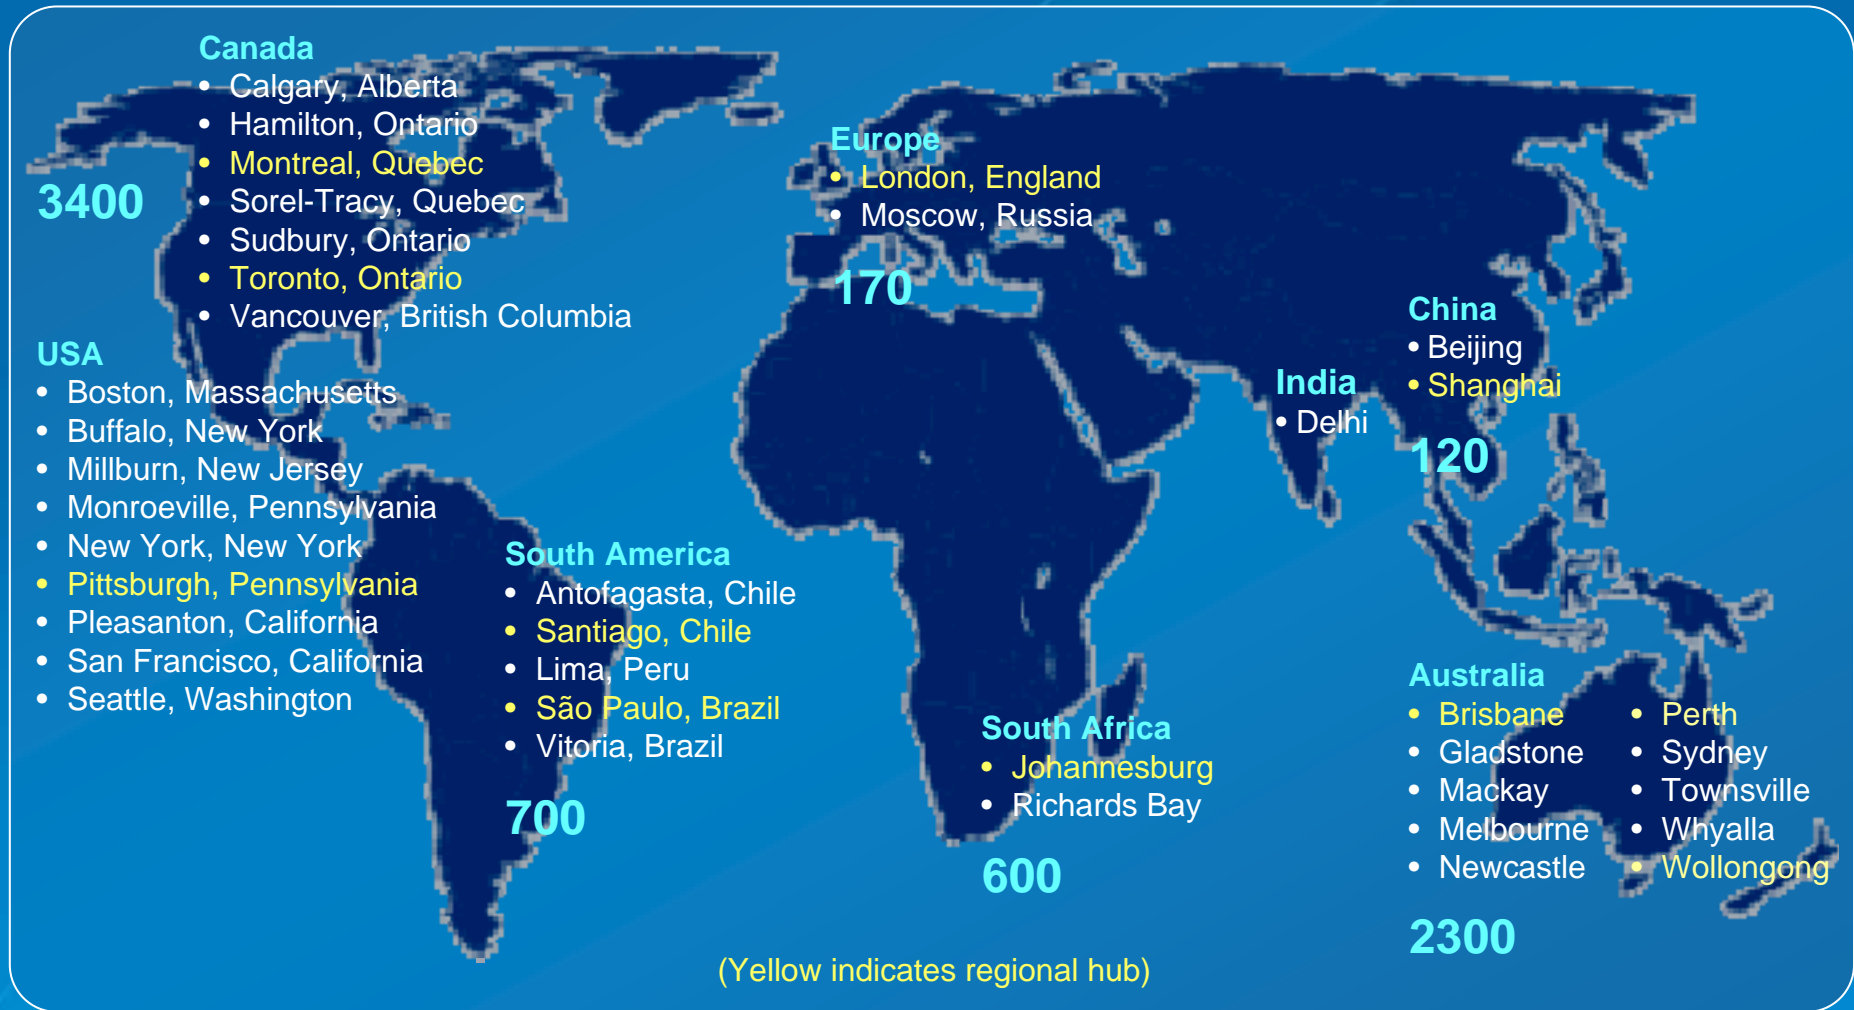 Canada
• Calgary, Alberta
• Hamilton, Ontario
• Montreal, Quebec
• Sorel-Tracy, Quebec
• Sudbury, Ontario
• Toronto, Ontario
• Vancouver, British Columbia
3400
USA
• Boston, Massachusetts
• Buffalo, New York
• Millburn, New Jersey
• Monroeville, Pennsylvania
• New York, New York
• Pittsburgh, Pennsylvania
• Pleasanton, California
• San Francisco, California
• Seattle, Washington
South America
• Antofagasta, Chile
• Santiago, Chile
• Lima, Peru
• São Paulo, Brazil
• Vitoria, Brazil
700
Europe
• London, England
• Moscow, Russia
170
South Africa
• Johannesburg
• Richards Bay
600
India
• Delhi
China
• Beijing
• Shanghai
120
Australia
• Brisbane
• Gladstone
• Mackay
• Melbourne
• Newcastle
• Perth
• Sydney
• Townsville
• Whyalla
• Wollongong
2300
(Yellow indicates regional hub)